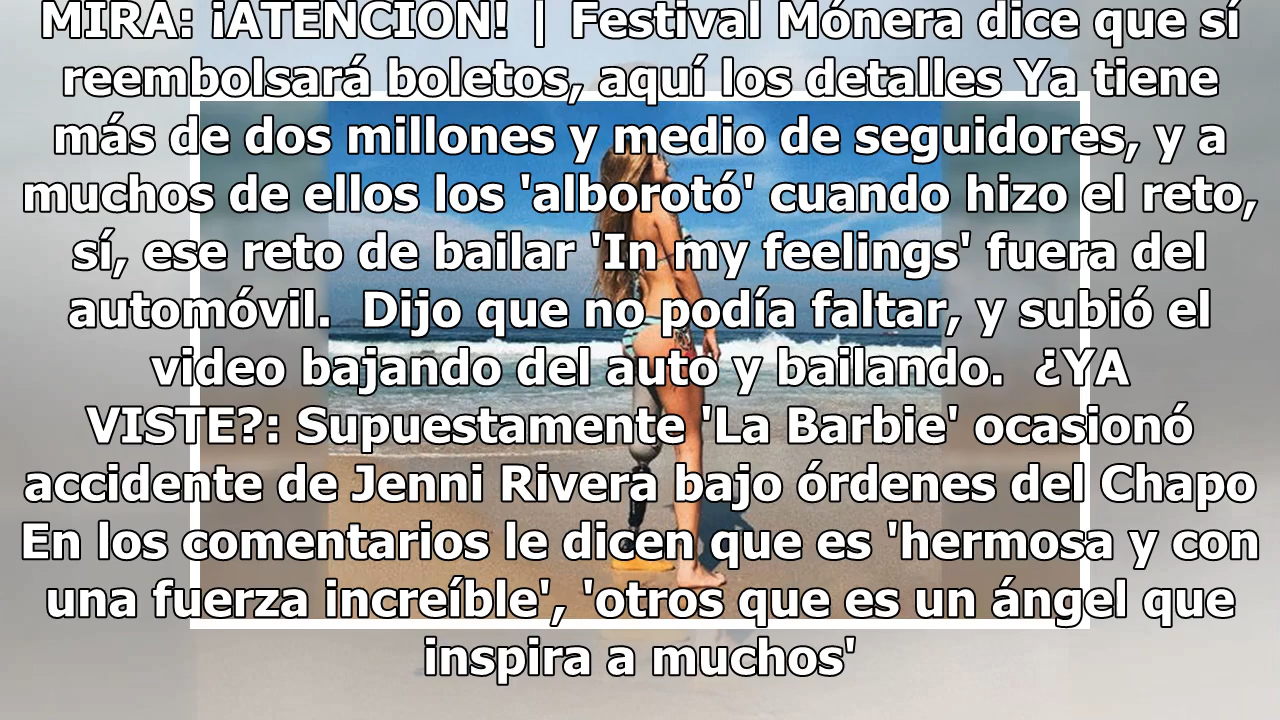 MIRA: ¡ATENCIÓN! | Festival Mónera dice que sí
reembolsará boletos, aquí los detalles Ya tiene
más de dos millones y medio de seguidores, y a
muchos de ellos los 'alborotó' cuando hizo el reto,
sí, ese reto de bailar 'In my feelings' fuera del
automóvil.  Dijo que no podía faltar, y subió el
video bajando del auto y bailando.  ¿YA
VISTE?: Supuestamente 'La Barbie' ocasionó
accidente de Jenni Rivera bajo órdenes del Chapo
En los comentarios le dicen que es 'hermosa y con
una fuerza increíble', 'otros que es un ángel que
inspira a muchos'